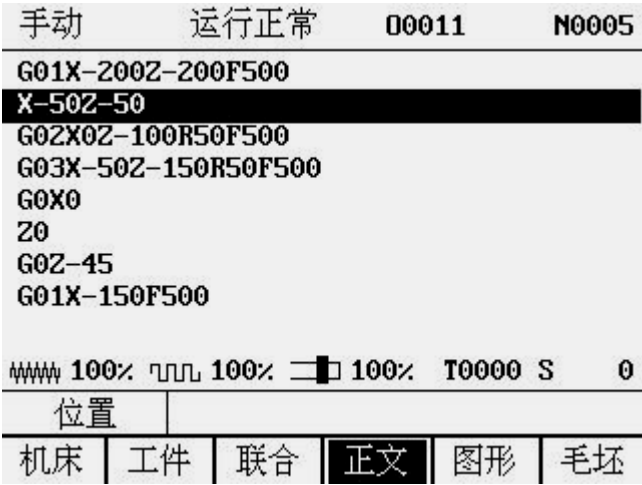 手动 运行正常 O0011 N0005
G01X-200Z-200F500
X-50Z-50
G02X0Z-100R50F500
G03X-50Z-150R50F500
G0X0
Z0
G0Z-45
G01X-150F500
100% 100% 100% T0000 S 0
位置
机床 工件 联合 正文 图形 毛坯